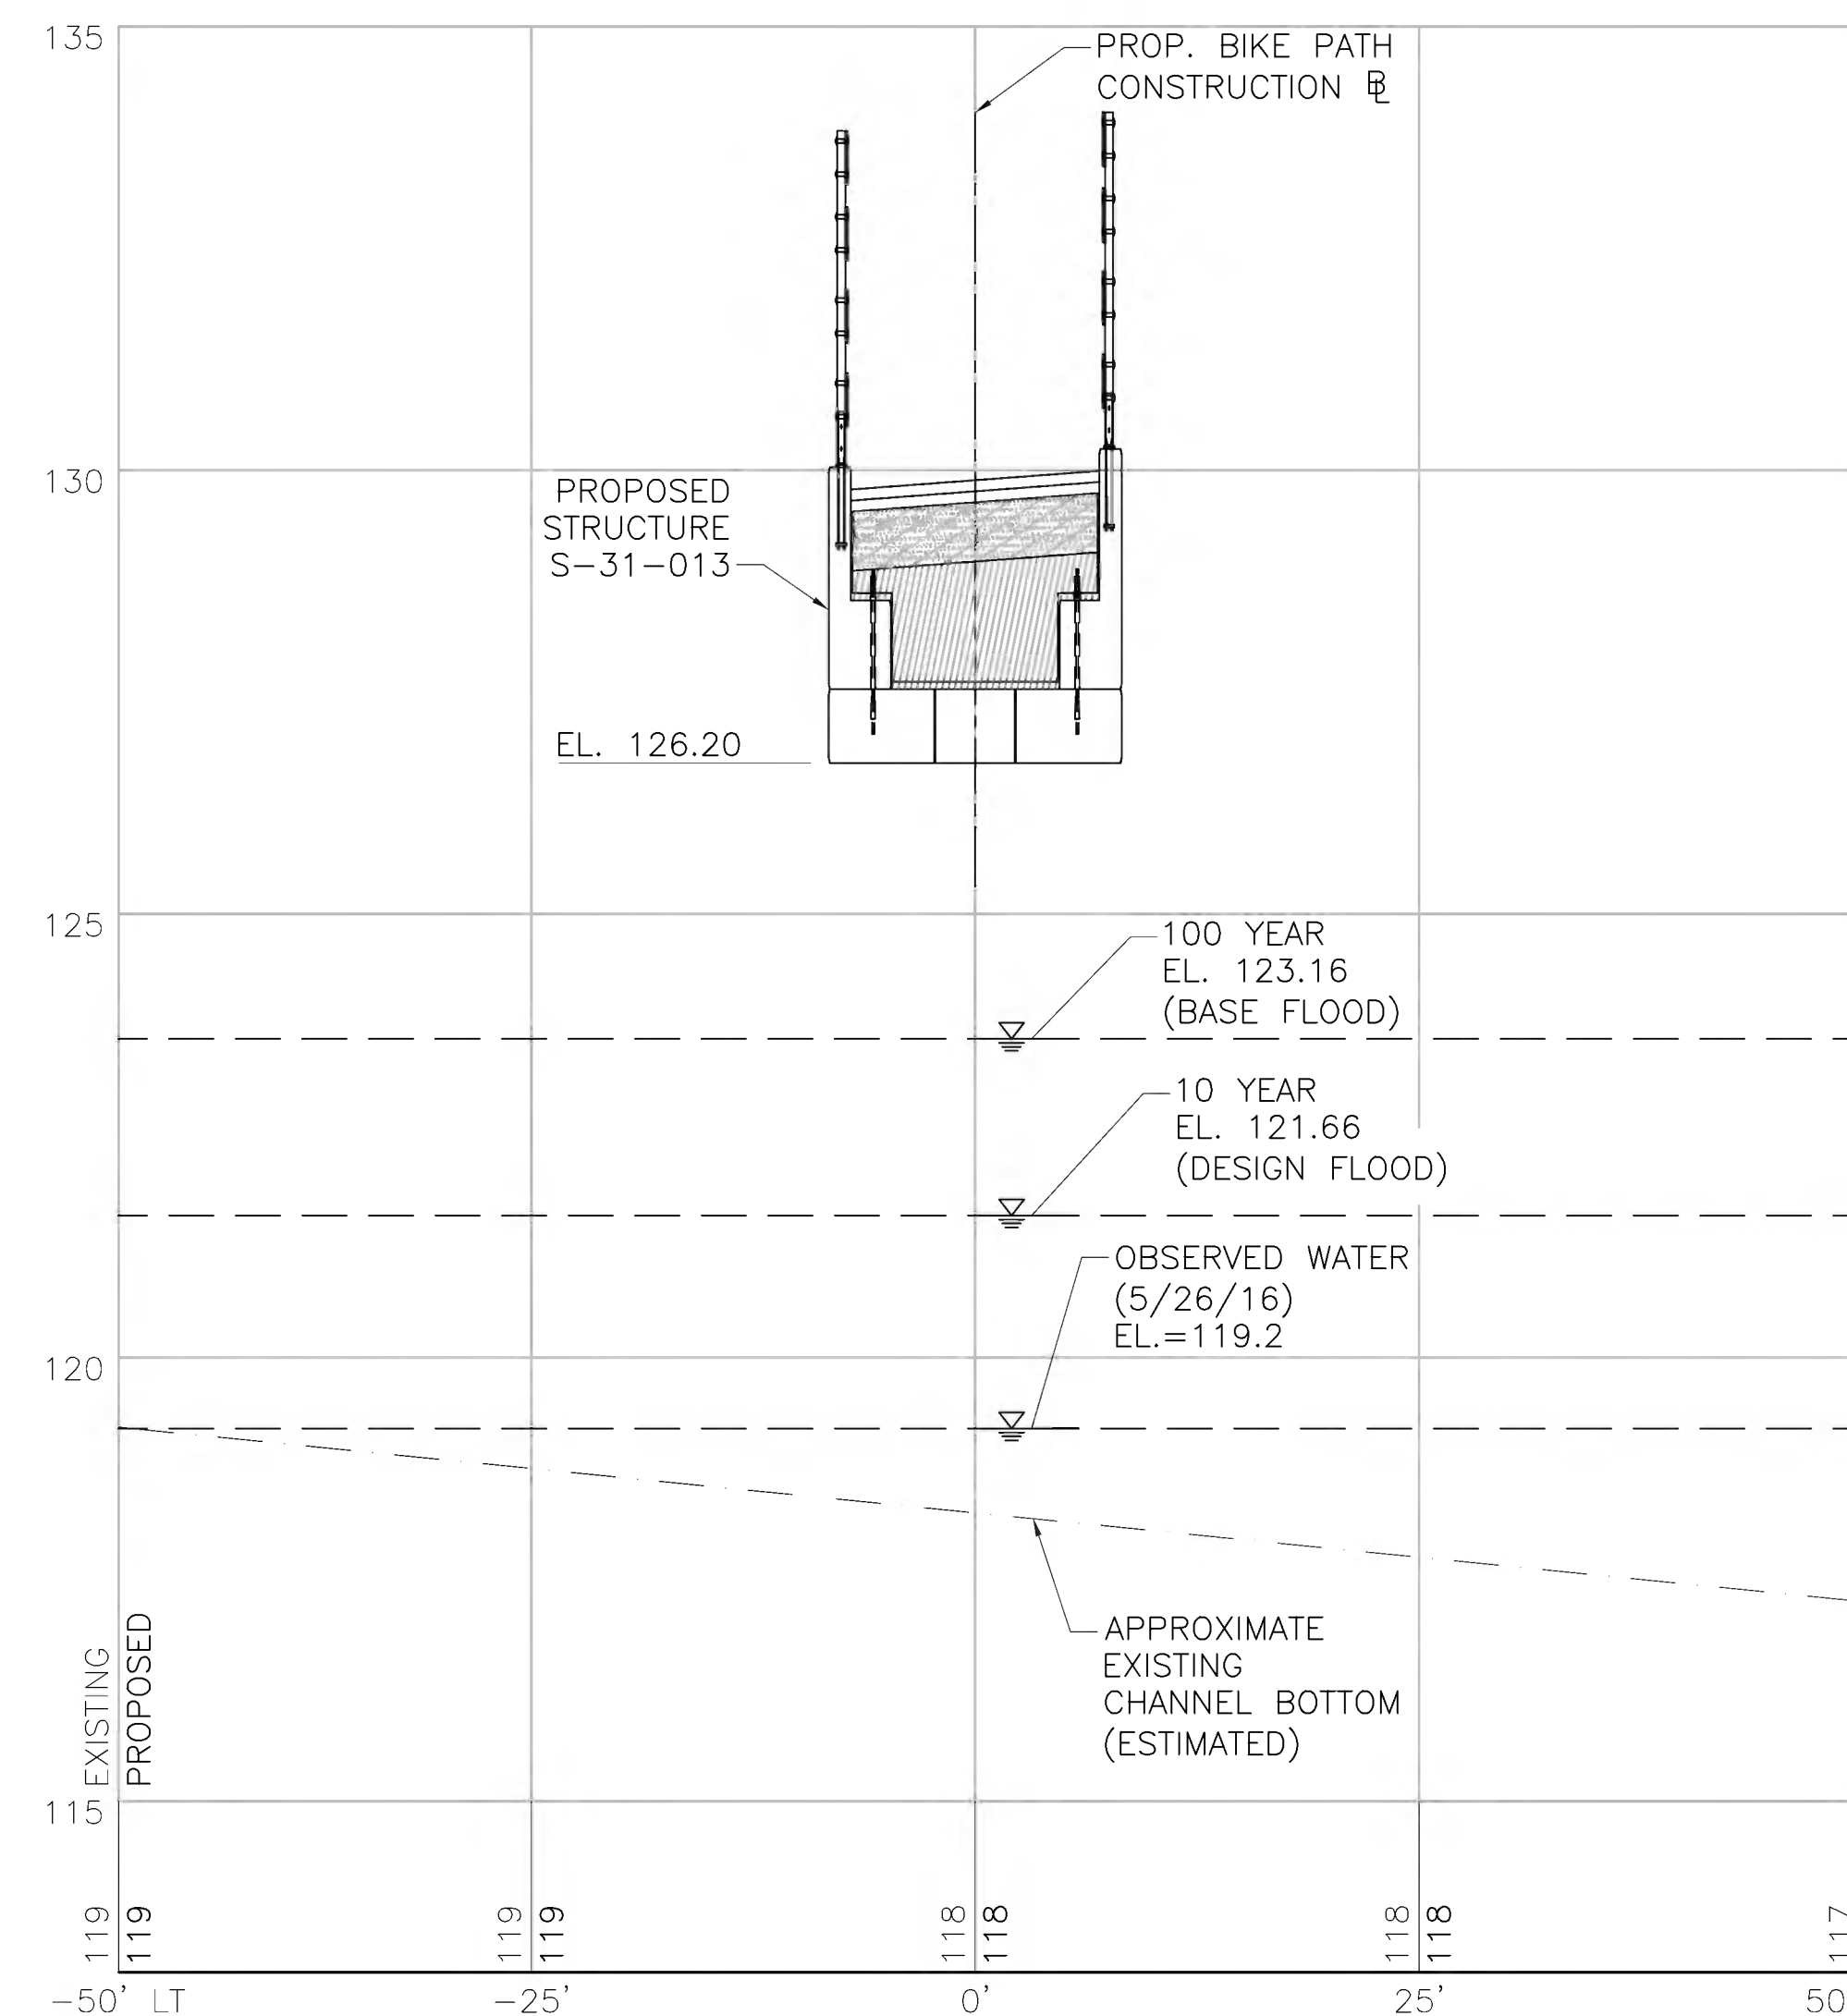 135
PROP. BIKE PATH
CONSTRUCTION BL
130
PROPOSED
STRUCTURE
S-31-013
EL. 126.20
125
100 YEAR
EL. 123.16
(BASE FLOOD)
10 YEAR
EL. 121.66
(DESIGN FLOOD)
OBSERVED WATER
(5/26/16)
EL.=119.2
120
APPROXIMATE
EXISTING
CHANNEL BOTTOM
(ESTIMATED)
EXISTING
PROPOSED
115
119
119
119
119
118
118
118
118
117
-50' LT
-25'
0'
25'
50